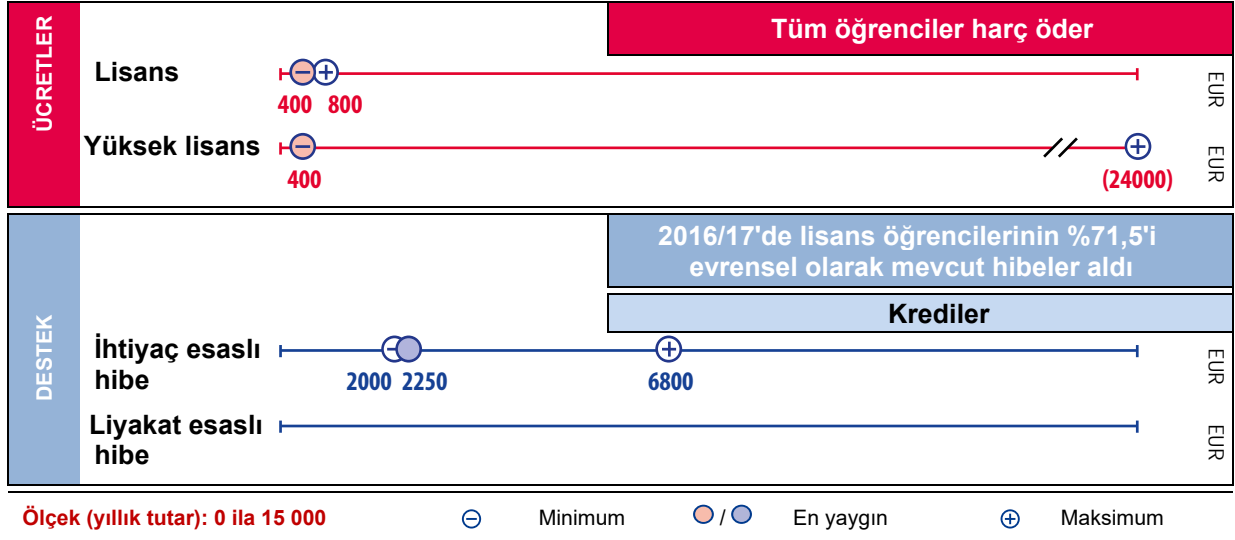 ÜCRETLER
Tüm öğrenciler harç öder
Lisans
400 800
EUR
Yüksek lisans
400
(24000)
EUR
DESTEK
2016/17'de lisans öğrencilerinin %71,5'i
evrensel olarak mevcut hibeler aldı
Krediler
İhtiyaç esaslı
hibe
2000 2250
6800
EUR
Liyakat esaslı
hibe
EUR
Ölçek (yıllık tutar): 0 ila 15 000
Minimum
/
En yaygın
Maksimum